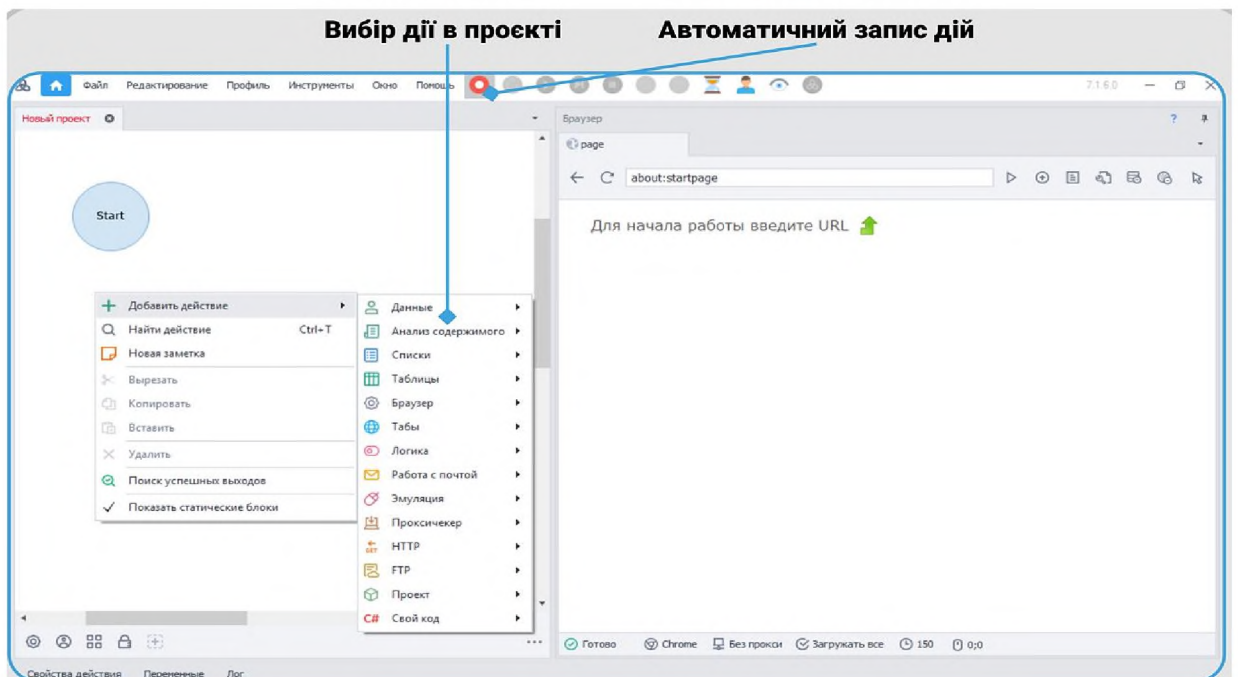 Вибір дії в проєкті Автоматичний запис дій
Файл Редактирование Профиль Инструменты Окно Помощь 7.1.6.0
Новый проект
Браузер ?
page
about:startpage
Start
Для начала работы введите URL
Добавить действие
Найти действие Ctrl+T
Новая заметка
Вырезать
Копировать
Вставить
Удалить
Поиск успешных выходов
Показать статические блоки
Данные
Анализ содержимого
Списки
Таблицы
Браузер
Табы
Логика
Работа с почтой
Эмуляция
Проксичекер
GET HTTP
FTP
Проект
C# Свой код
Готово Chrome Без прокси Загружать все 150 0;0
Свойства действия Переменные Лог